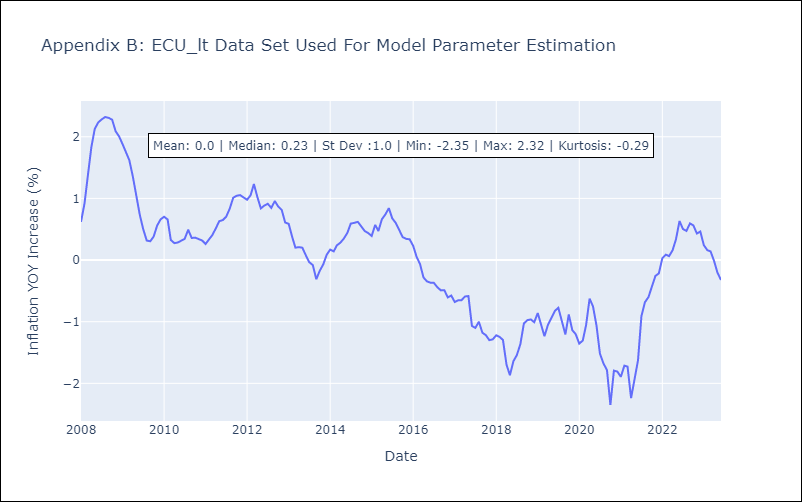 Appendix B: ECU_lt Data Set Used For Model Parameter Estimation
Mean: 0.0 | Median: 0.23 | St Dev :1.0 | Min: -2.35 | Max: 2.32 | Kurtosis: -0.29
Inflation YOY Increase (%)
2
1
0
−1
−2
2008 2010 2012 2014 2016 2018 2020 2022
Date